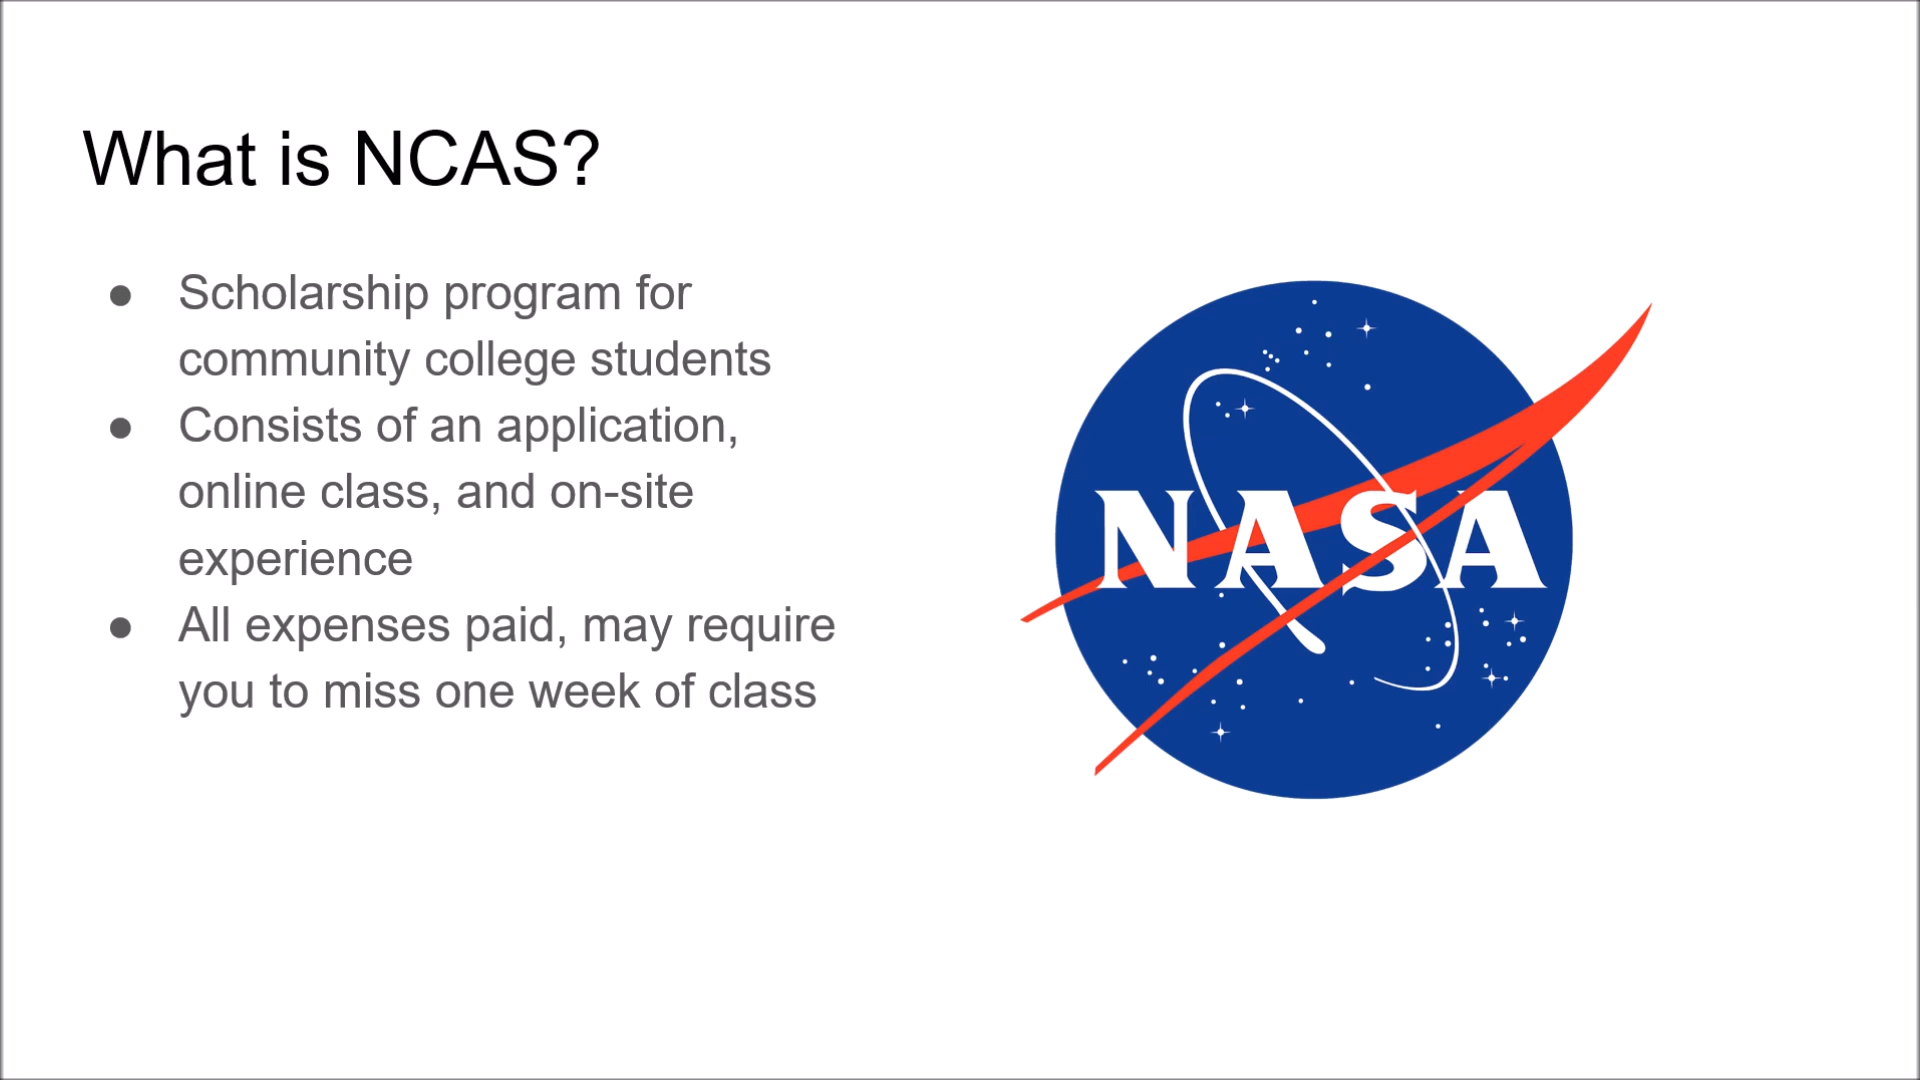 What is NCAS?
● Scholarship program for
community college students
● Consists of an application,
online class, and on-site
experience
● All expenses paid, may require
you to miss one week of class
NASA